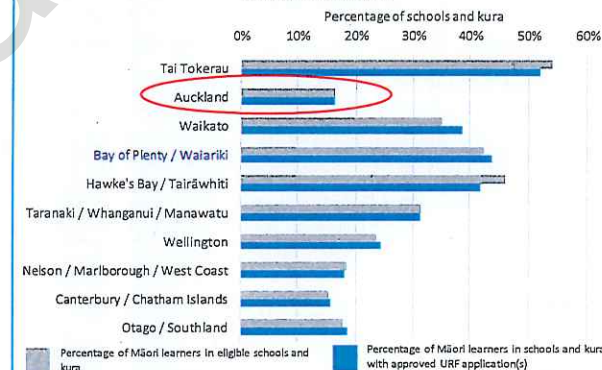 Percentage of schools and kura
0% 10% 20% 30% 40% 50% 60%
Tai Tokerau
Auckland
Waikato
Bay of Plenty / Waiariki
Hawke's Bay / Tairāwhiti
Taranaki / Whanganui / Manawatu
Wellington
Nelson / Marlborough / West Coast
Canterbury / Chatham Islands
Otago / Southland
Percentage of Māori learners in eligible schools and
kura
Percentage of Māori learners in schools and kura
with approved URF application(s)